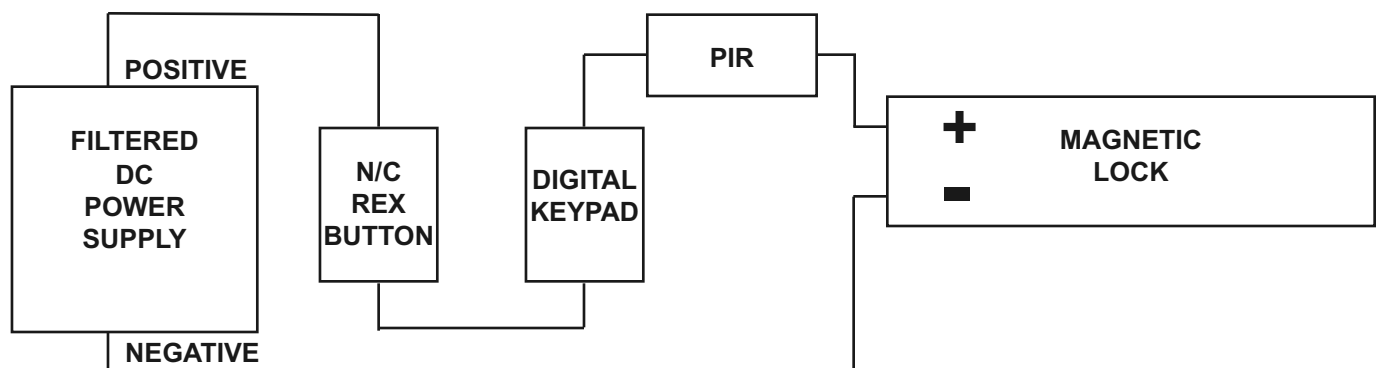 POSITIVE
FILTERED
DC
POWER
SUPPLY
NEGATIVE
N/C
REX
BUTTON
DIGITAL
KEYPAD
PIR
+
-
MAGNETIC
LOCK